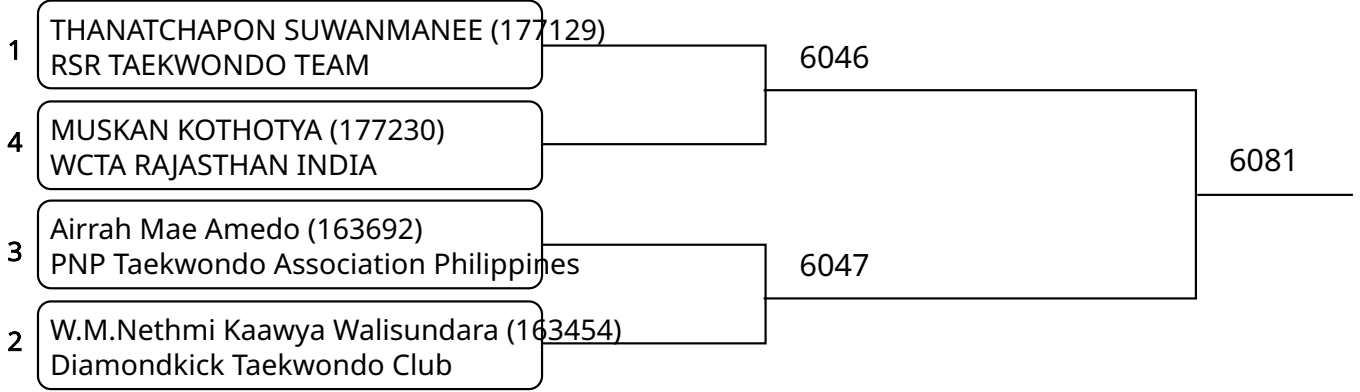 1
THANATCHAPON SUWANMANEE (177129)
RSR TAEKWONDO TEAM
6046
4
MUSKAN KOTHOTYA (177230)
WCTA RAJASTHAN INDIA
6081
3
Airrah Mae Amedo (163692)
PNP Taekwondo Association Philippines
6047
2
W.M.Nethmi Kaawya Walisundara (163454)
Diamondkick Taekwondo Club